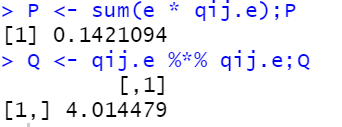 > P <- sum(e * qij.e);P
[1] 0.1421094
> Q <- qij.e %*% qij.e;Q
[,1]
[1,] 4.014479